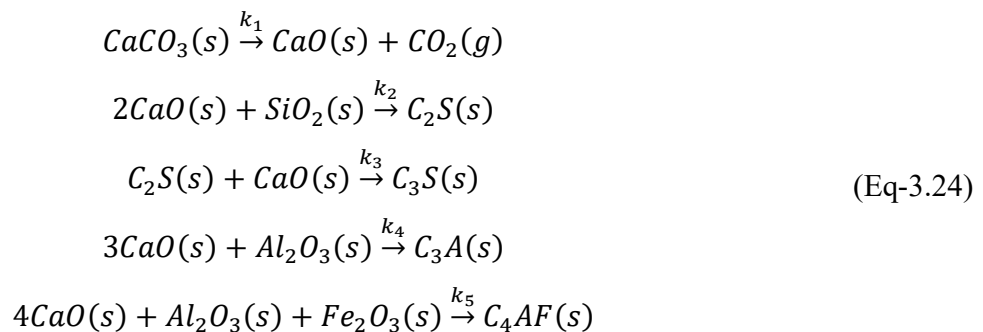 CaCO₃(s) →k₁ CaO(s) + CO₂(g)
2CaO(s) + SiO₂(s) →k₂ C₂S(s)
C₂S(s) + CaO(s) →k₃ C₃S(s)
(Eq-3.24)
3CaO(s) + Al₂O₃(s) →k₄ C₃A(s)
4CaO(s) + Al₂O₃(s) + Fe₂O₃(s) →k₅ C₄AF(s)